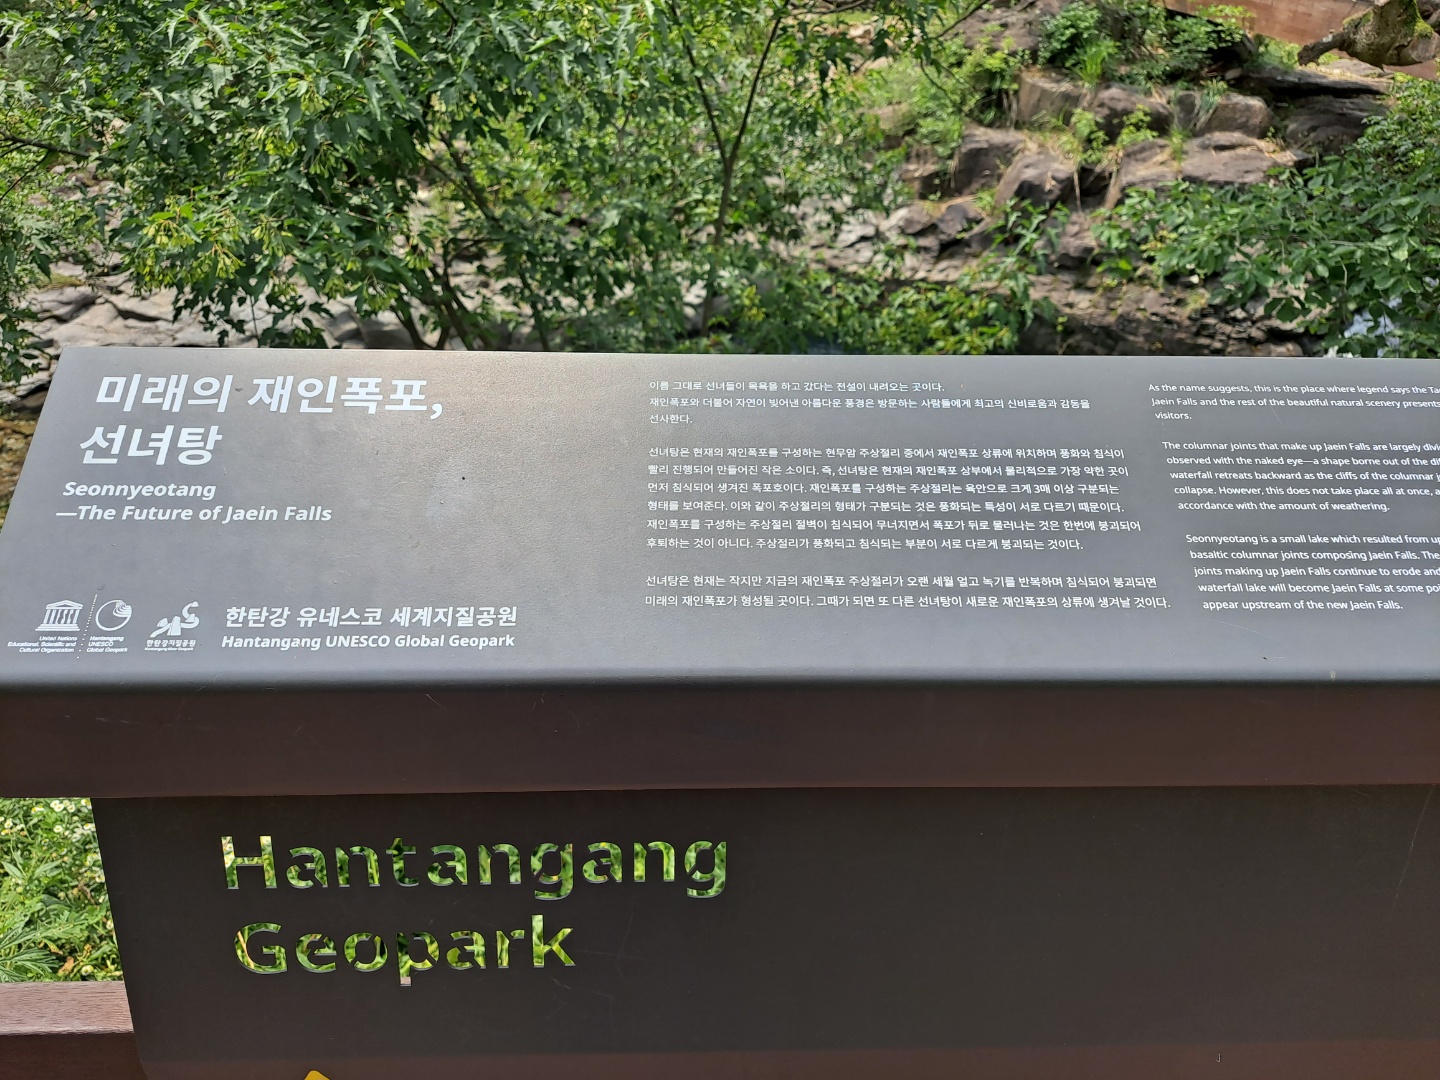 미래의 재인폭포,
선녀탕
Seonnyeotang
—The Future of Jaein Falls
United Nations
Educational, Scientific and
Cultural Organization
Hantangang
UNESCO
Global Geopark
한탄강지질공원
한탄강 유네스코 세계지질공원
Hantangang UNESCO Global Geopark
이름 그대로 선녀들이 목욕을 하고 갔다는 전설이 내려오는 곳이다.
재인폭포와 더불어 자연이 빚어낸 아름다운 풍경은 방문하는 사람들에게 최고의 신비로움과 감동을
선사한다.
선녀탕은 현재의 재인폭포를 구성하는 현무암 주상절리 중에서 재인폭포 상류에 위치하며 풍화와 침식이
빨리 진행되어 만들어진 작은 소이다. 즉, 선녀탕은 현재의 재인폭포 상부에서 물리적으로 가장 약한 곳이
먼저 침식되어 생겨진 폭포호이다. 재인폭포를 구성하는 주상절리는 육안으로 크게 3매 이상 구분되는
형태를 보여준다. 이와 같이 주상절리의 형태가 구분되는 것은 풍화되는 특성이 서로 다르기 때문이다.
재인폭포를 구성하는 주상절리 절벽이 침식되어 무너지면서 폭포가 뒤로 물러나는 것은 한번에 붕괴되어
후퇴하는 것이 아니다. 주상절리가 풍화되고 침식되는 부분이 서로 다르게 붕괴되는 것이다.
선녀탕은 현재는 작지만 지금의 재인폭포 주상절리가 오랜 세월 얼고 녹기를 반복하며 침식되어 붕괴되면
미래의 재인폭포가 형성될 곳이다. 그때가 되면 또 다른 선녀탕이 새로운 재인폭포의 상류에 생겨날 것이다.
As the name suggests, this is the place where legend says the
Jaein Falls and the rest of the beautiful natural scenery presents
visitors.
The columnar joints that make up Jaein Falls are largely
observed with the naked eye—a shape borne out of the
waterfall retreats backward as the cliffs of the columnar
collapse. However, this does not take place all at once,
accordance with the amount of weathering.
Seonnyeotang is a small lake which resulted from
basaltic columnar joints composing Jaein Falls.
joints making up Jaein Falls continue to erode and
waterfall lake will become Jaein Falls at some
appear upstream of the new Jaein Falls.
Hantangang
Geopark